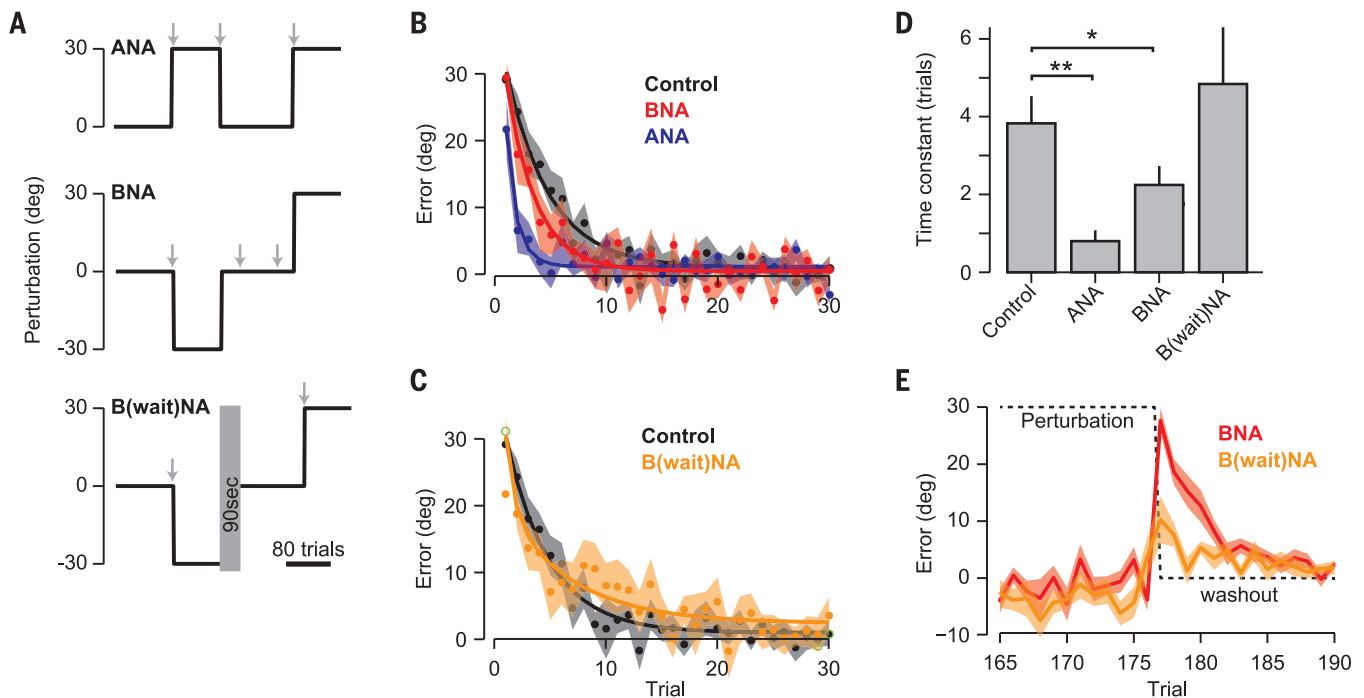 A
Perturbation (deg)
ANA
30
0
BNA
30
0
-30
B(wait)NA
30
0
-30
90sec
80 trials
B
Error (deg)
30
20
10
0
Control
BNA
ANA
0
10
20
30
C
Error (deg)
30
20
10
0
Control
B(wait)NA
0
10
20
30
Trial
D
Time constant (trials)
6
4
2
0
*
**
Control
ANA
BNA
B(wait)NA
E
Error (deg)
30
20
10
0
−10
Perturbation
BNA
B(wait)NA
washout
165
170
175
180
185
190
Trial